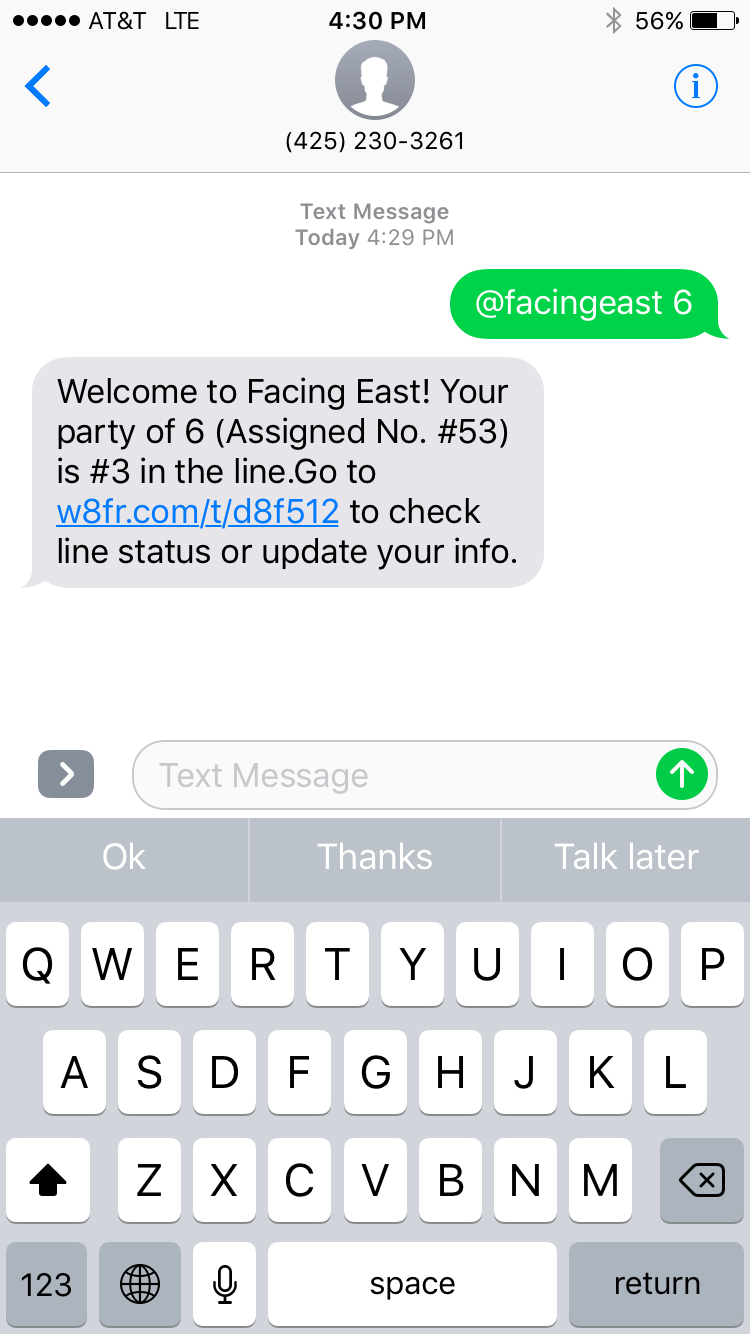 AT&T LTE 4:30 PM 56%
i
(425) 230-3261
Text Message
Today 4:29 PM
@facingeast 6
Welcome to Facing East! Your
party of 6 (Assigned No. #53)
is #3 in the line.Go to
w8fr.com/t/d8f512 to check
line status or update your info.
Text Message
Ok Thanks Talk later
Q W E R T Y U I O P
A S D F G H J K L
Z X C V B N M
123 space return